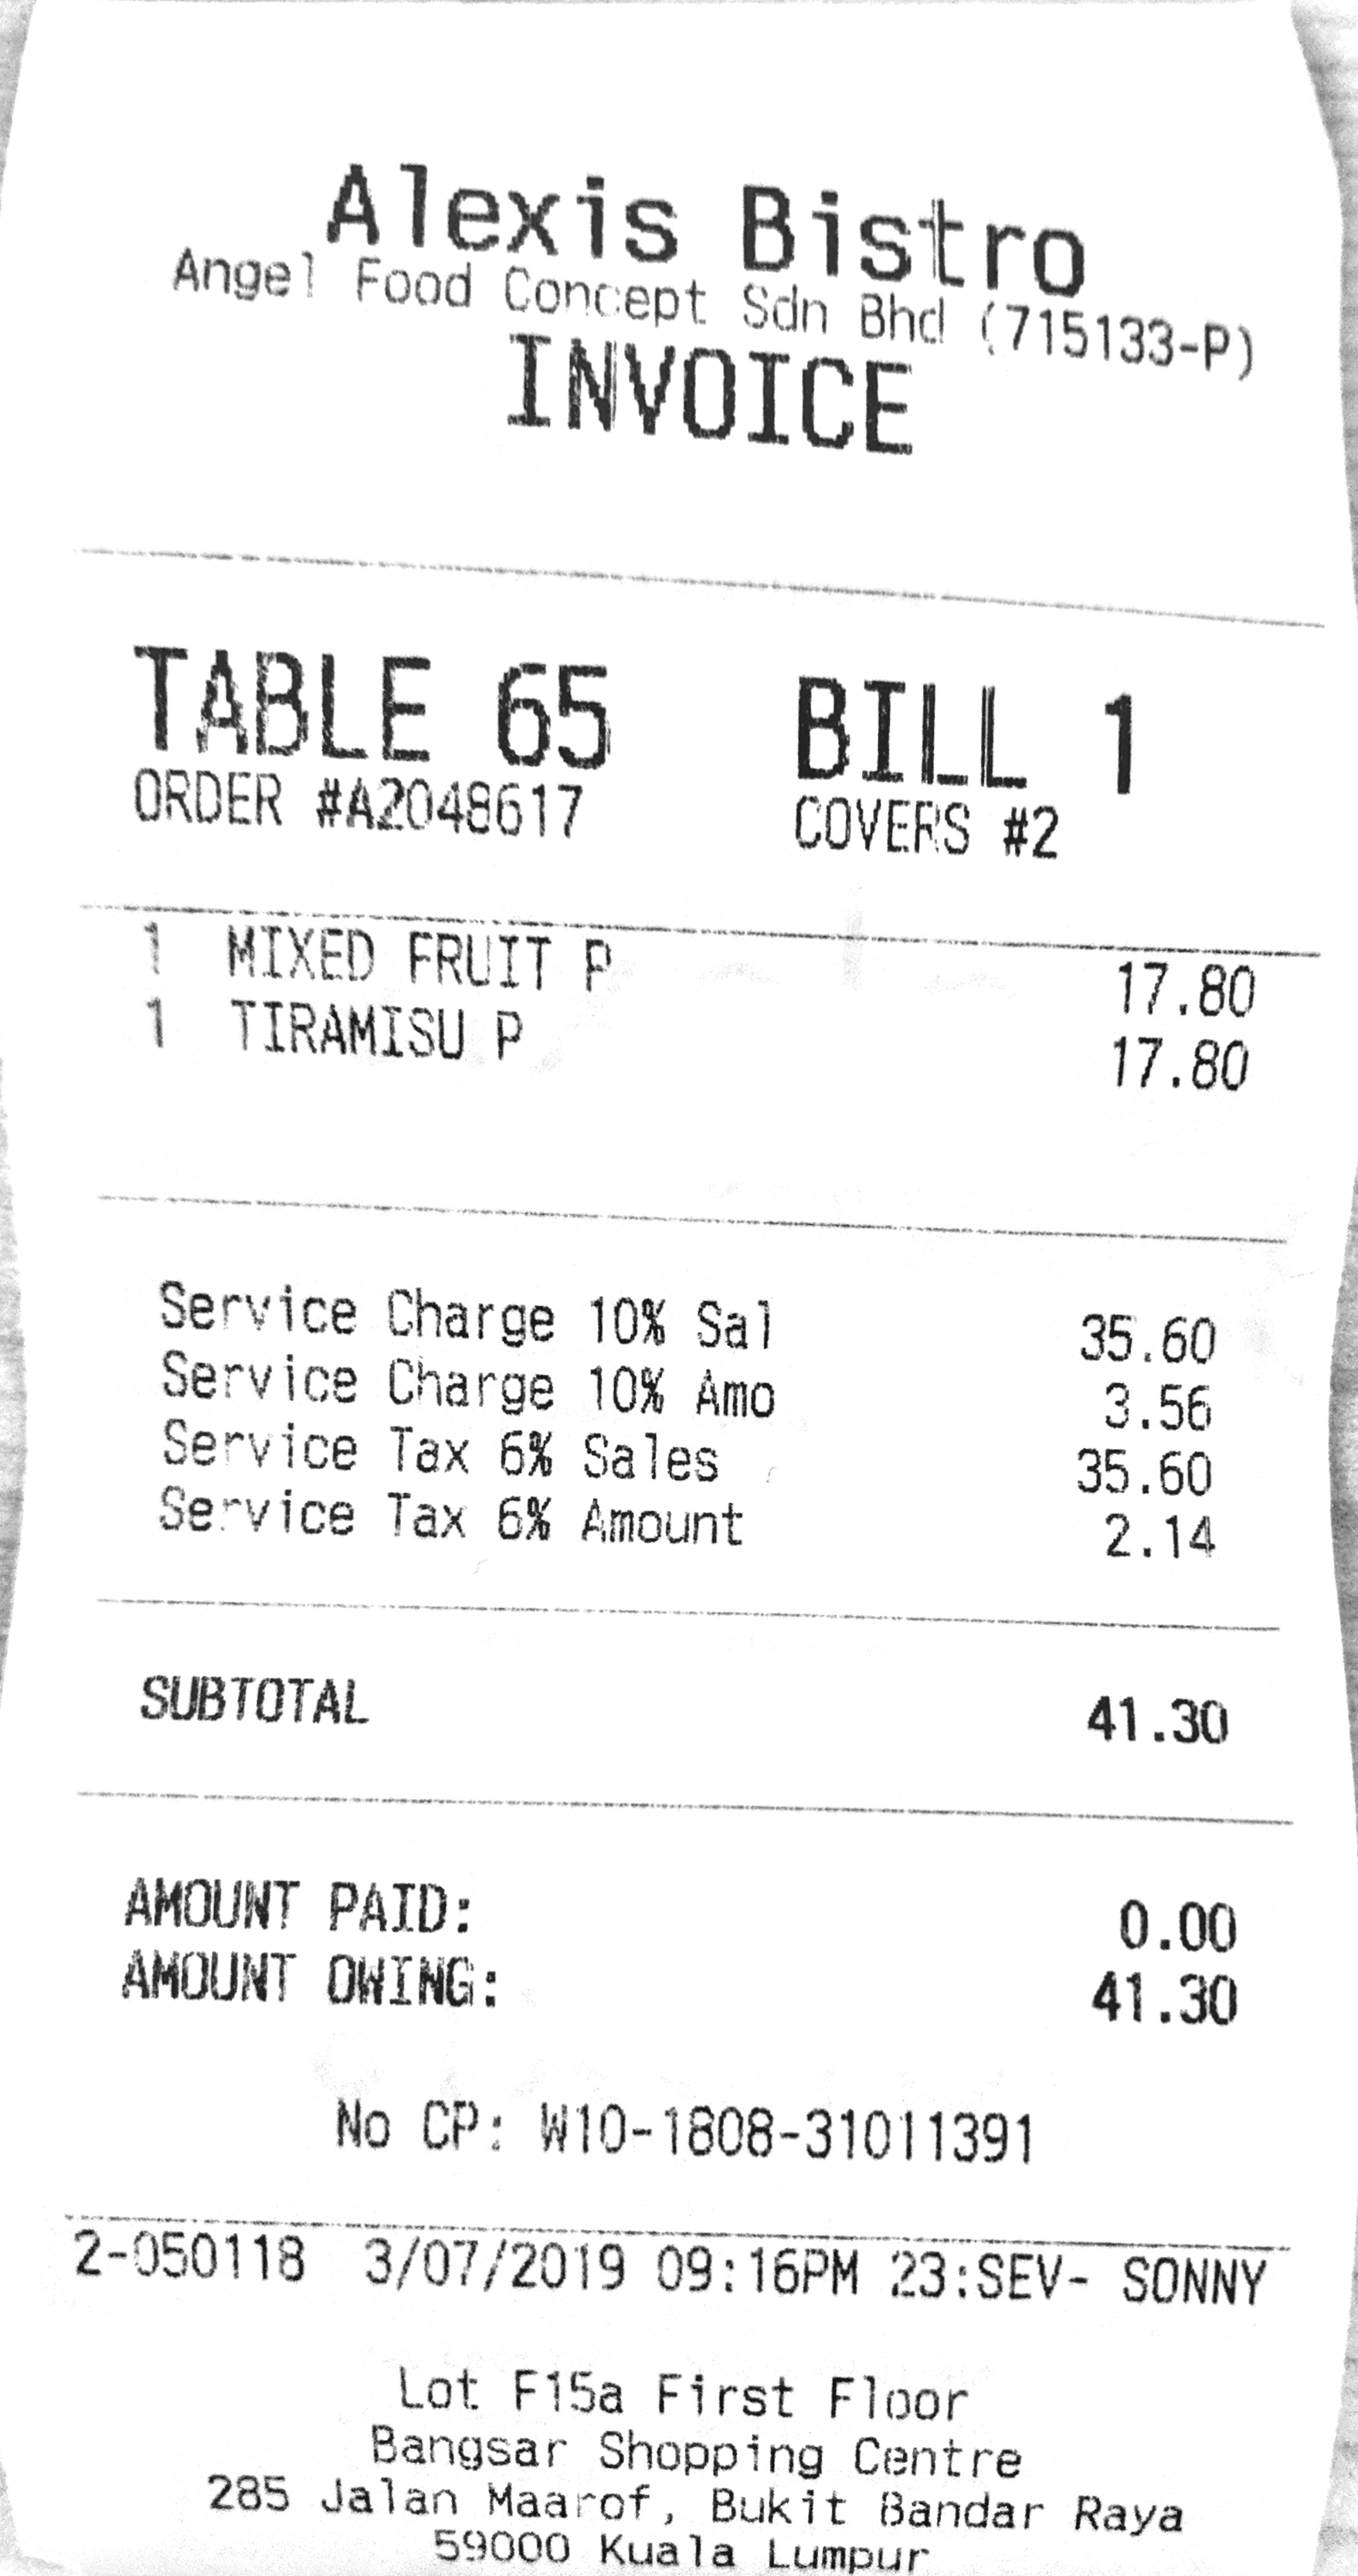 Alexis Bistro
Angel Food Concept Sdn Bhd (715133-P)
INVOICE
TABLE 65 BILL 1
ORDER #A2048617 COVERS #2
1 MIXED FRUIT P 17.80
1 TIRAMISU P 17.80
Service Charge 10% Sal 35.60
Service Charge 10% Amo 3.56
Service Tax 6% Sales 35.60
Service Tax 6% Amount 2.14
SUBTOTAL 41.30
AMOUNT PAID: 0.00
AMOUNT OWING: 41.30
No CP: W10-1808-31011391
2-050118 3/07/2019 09:16PM 23:SEV- SONNY
Lot F15a First Floor
Bangsar Shopping Centre
285 Jalan Maarof, Bukit Bandar Raya
59000 Kuala Lumpur